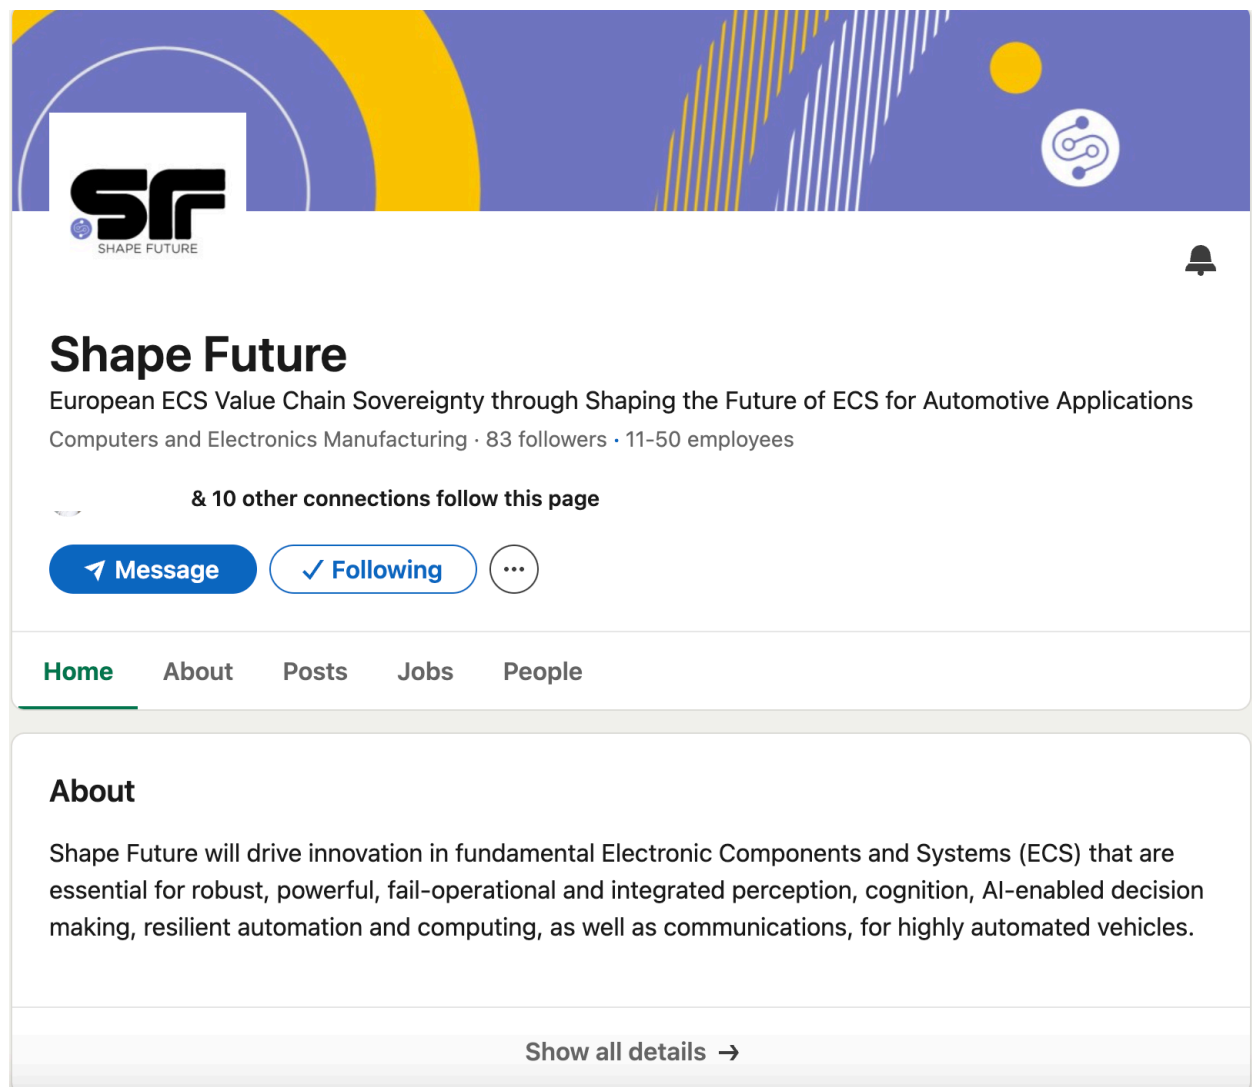 SF
SHAPE FUTURE
Shape Future
European ECS Value Chain Sovereignty through Shaping the Future of ECS for Automotive Applications
Computers and Electronics Manufacturing · 83 followers · 11-50 employees
& 10 other connections follow this page
Message
Following
Home About Posts Jobs People
About
Shape Future will drive innovation in fundamental Electronic Components and Systems (ECS) that are
essential for robust, powerful, fail-operational and integrated perception, cognition, AI-enabled decision
making, resilient automation and computing, as well as communications, for highly automated vehicles.
Show all details →